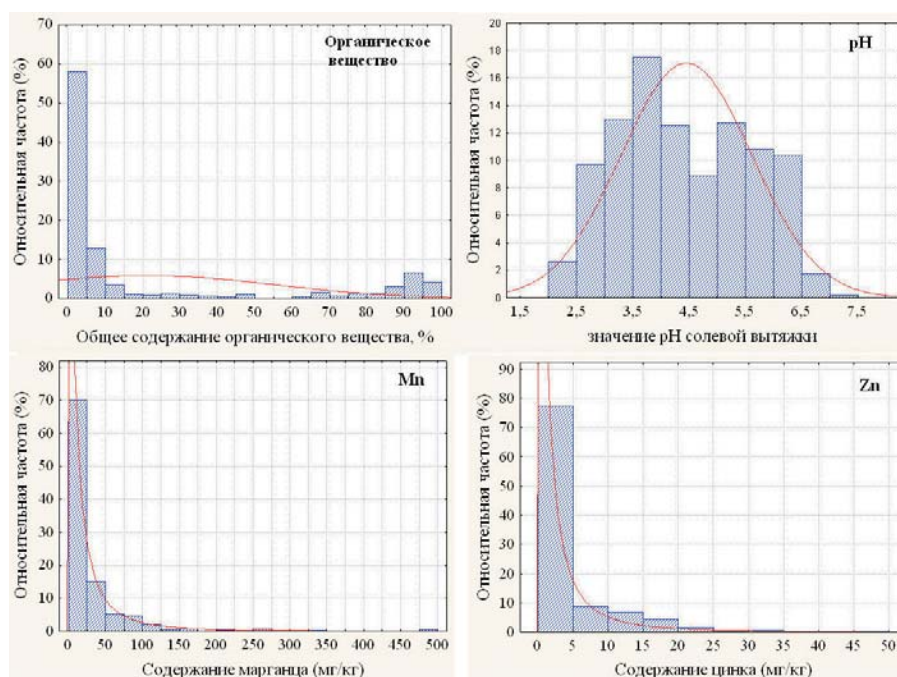 Органическое
вещество
Относительная частота (%)
70
60
50
40
30
20
10
0
0 10 20 30 40 50 60 70 80 90 100
Общее содержание органического вещества, %
pH
Относительная частота (%)
20
18
16
14
12
10
8
6
4
2
0
1,5 2,5 3,5 4,5 5,5 6,5 7,5
значение pH солевой вытяжки
Mn
Относительная частота (%)
80
70
60
50
40
30
20
10
0
0 50 100 150 200 250 300 350 400 450 500
Содержание марганца (мг/кг)
Zn
Относительная частота (%)
90
80
70
60
50
40
30
20
10
0
0 5 10 15 20 25 30 35 40 45 50
Содержание цинка (мг/кг)